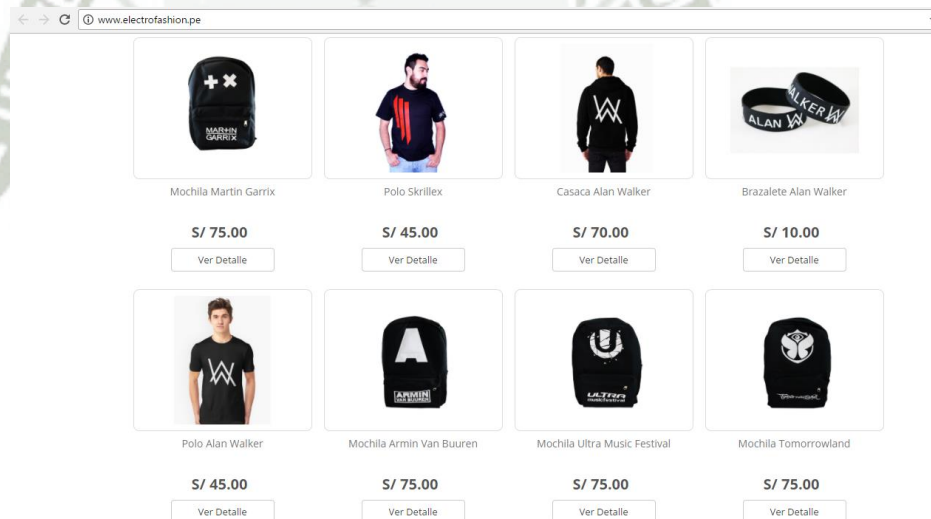 www.electrofashion.pe
MARTIN
GARRIX
ALAN WALKER
Mochila Martin Garrix
Polo Skrillex
Casaca Alan Walker
Brazalete Alan Walker
S/ 75.00
S/ 45.00
S/ 70.00
S/ 10.00
Ver Detalle
Ver Detalle
Ver Detalle
Ver Detalle
A
ARMIN
VAN BUUREN
U
ULTRA
music festival
Polo Alan Walker
Mochila Armin Van Buuren
Mochila Ultra Music Festival
Mochila Tomorrowland
S/ 45.00
S/ 75.00
S/ 75.00
S/ 75.00
Ver Detalle
Ver Detalle
Ver Detalle
Ver Detalle